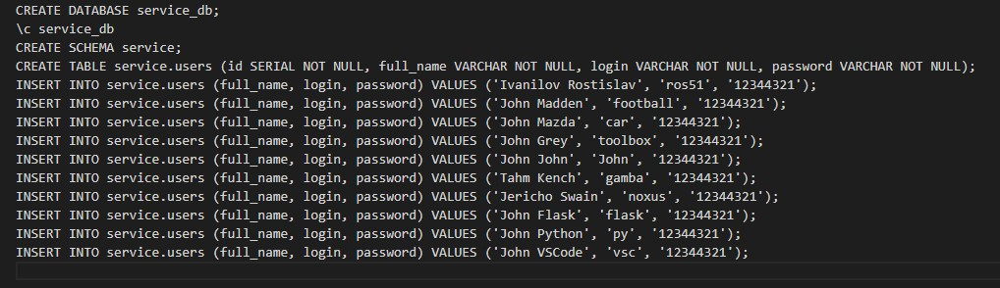 CREATE DATABASE service_db;
\c service_db
CREATE SCHEMA service;
CREATE TABLE service.users (id SERIAL NOT NULL, full_name VARCHAR NOT NULL, login VARCHAR NOT NULL, password VARCHAR NOT NULL);
INSERT INTO service.users (full_name, login, password) VALUES ('Ivanilov Rostislav', 'ros51', '12344321');
INSERT INTO service.users (full_name, login, password) VALUES ('John Madden', 'football', '12344321');
INSERT INTO service.users (full_name, login, password) VALUES ('John Mazda', 'car', '12344321');
INSERT INTO service.users (full_name, login, password) VALUES ('John Grey', 'toolbox', '12344321');
INSERT INTO service.users (full_name, login, password) VALUES ('John John', 'John', '12344321');
INSERT INTO service.users (full_name, login, password) VALUES ('Tahm Kench', 'gamba', '12344321');
INSERT INTO service.users (full_name, login, password) VALUES ('Jericho Swain', 'noxus', '12344321');
INSERT INTO service.users (full_name, login, password) VALUES ('John Flask', 'flask', '12344321');
INSERT INTO service.users (full_name, login, password) VALUES ('John Python', 'py', '12344321');
INSERT INTO service.users (full_name, login, password) VALUES ('John VSCode', 'vsc', '12344321');